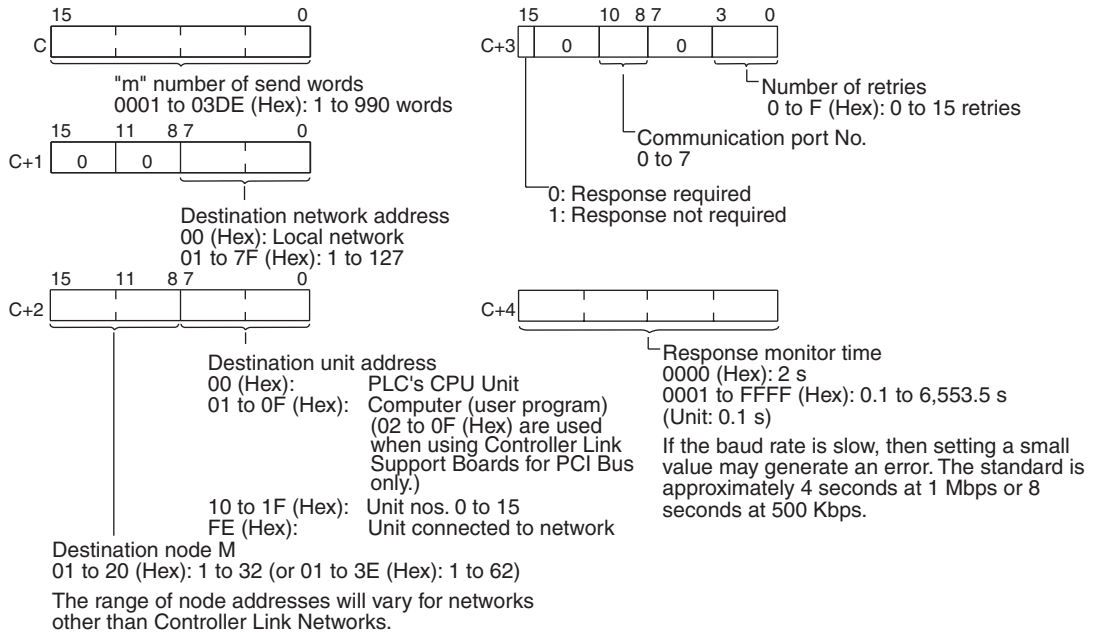 15 0
C
"m" number of send words
0001 to 03DE (Hex): 1 to 990 words
15 11 8 7 0
C+1 0 0
Destination network address
00 (Hex): Local network
01 to 7F (Hex): 1 to 127
15 11 8 7 0
C+2
Destination unit address
00 (Hex): PLC's CPU Unit
01 to 0F (Hex): Computer (user program)
(02 to 0F (Hex) are used
when using Controller Link
Support Boards for PCI Bus
only.)
10 to 1F (Hex): Unit nos. 0 to 15
FE (Hex): Unit connected to network
Destination node M
01 to 20 (Hex): 1 to 32 (or 01 to 3E (Hex): 1 to 62)
The range of node addresses will vary for networks
other than Controller Link Networks.
15 10 8 7 3 0
C+3 0 0
Number of retries
0 to F (Hex): 0 to 15 retries
Communication port No.
0 to 7
0: Response required
1: Response not required
C+4
Response monitor time
0000 (Hex): 2 s
0001 to FFFF (Hex): 0.1 to 6,553.5 s
(Unit: 0.1 s)
If the baud rate is slow, then setting a small
value may generate an error. The standard is
approximately 4 seconds at 1 Mbps or 8
seconds at 500 Kbps.